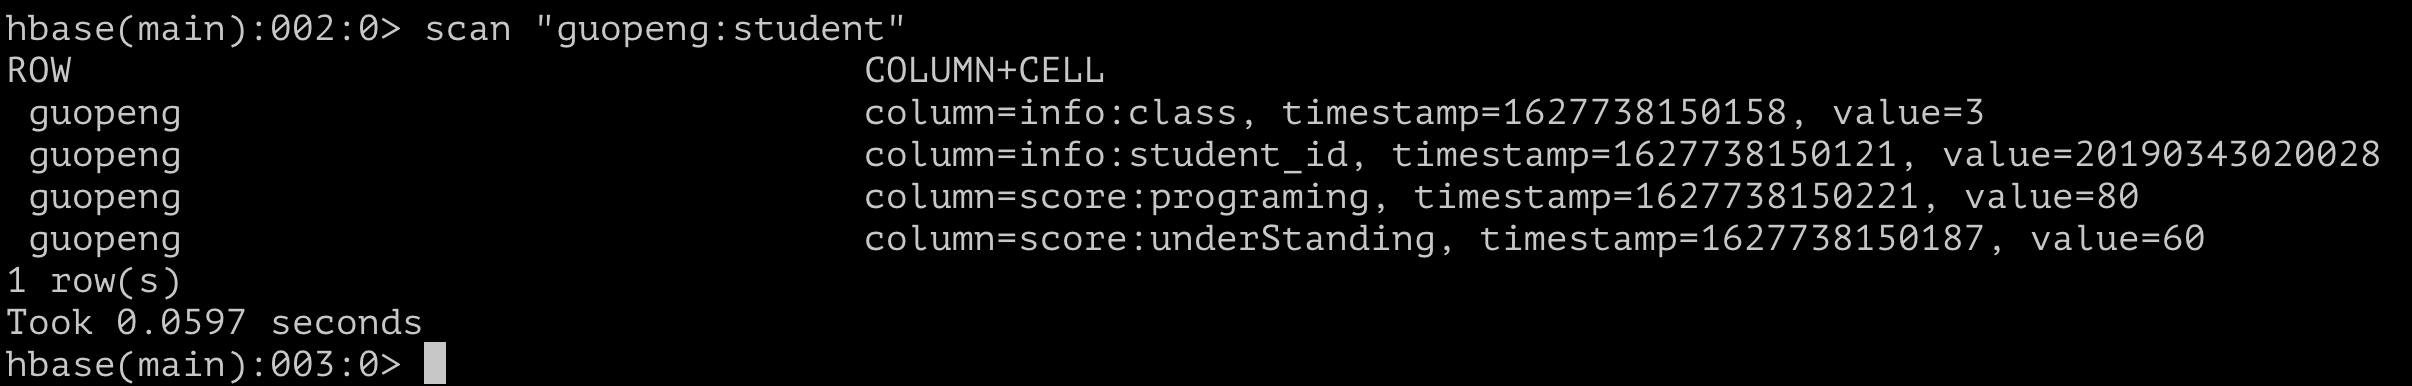 hbase(main):002:0> scan "guopeng:student"
ROW COLUMN+CELL
guopeng column=info:class, timestamp=1627738150158, value=3
guopeng column=info:student_id, timestamp=1627738150121, value=20190343020028
guopeng column=score:programing, timestamp=1627738150221, value=80
guopeng column=score:underStanding, timestamp=1627738150187, value=60
1 row(s)
Took 0.0597 seconds
hbase(main):003:0>